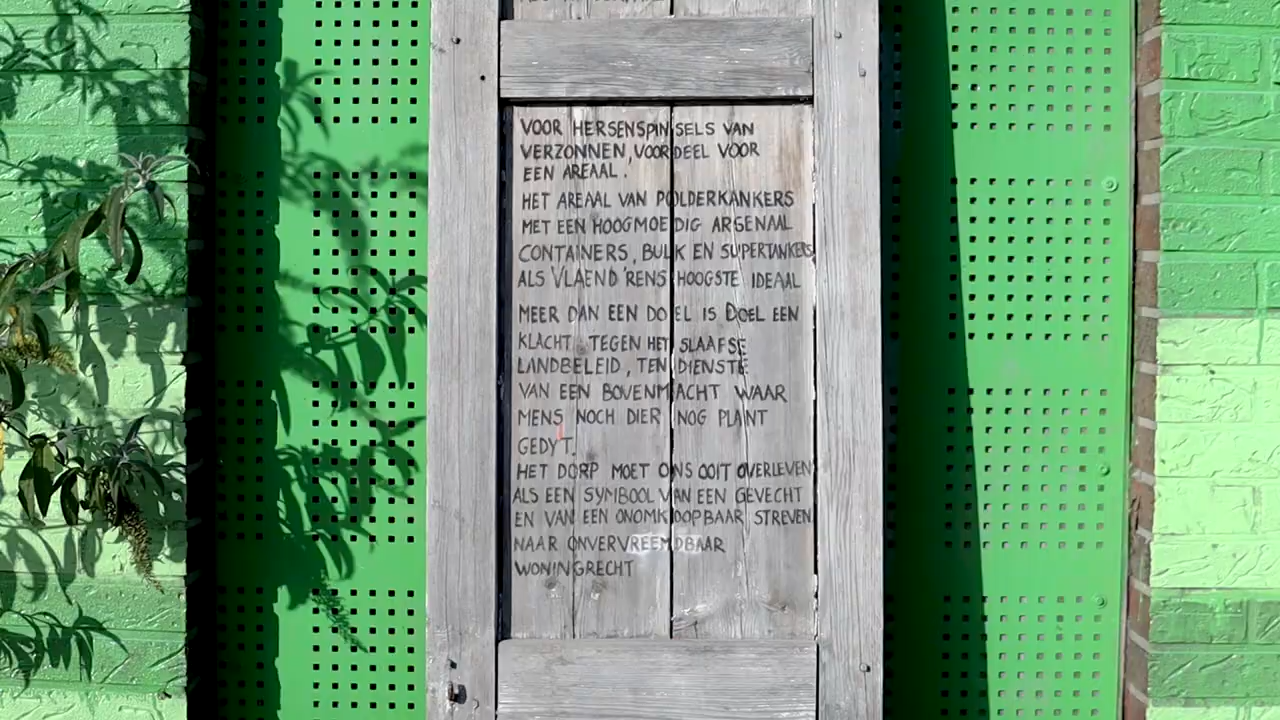 VOOR HERSENSPINSELS VAN
VERZONNEN, VOORDEEL VOOR
EEN AREAAL.
HET AREAAL VAN POLDERKANKERS
MET EEN HOOGMOEDIG ARSENAAL
CONTAINERS, BULK EN SUPERTANKERS
ALS VLAEND'RENS HOOGSTE IDEAAL
MEER DAN EEN DOEL IS DOEL EEN
KLACHT TEGEN HET SLAAFSE
LANDBELEID, TEN DIENSTE
VAN EEN BOVENMACHT WAAR
MENS NOCH DIER NOG PLANT
GEDYT.
HET DORP MOET ONS OOIT OVERLEVEN
ALS EEN SYMBOOL VAN EEN GEVECHT
EN VAN EEN ONOMKOOPBAAR STREVEN
NAAR ONVERVREEMDBAAR
WONINGRECHT